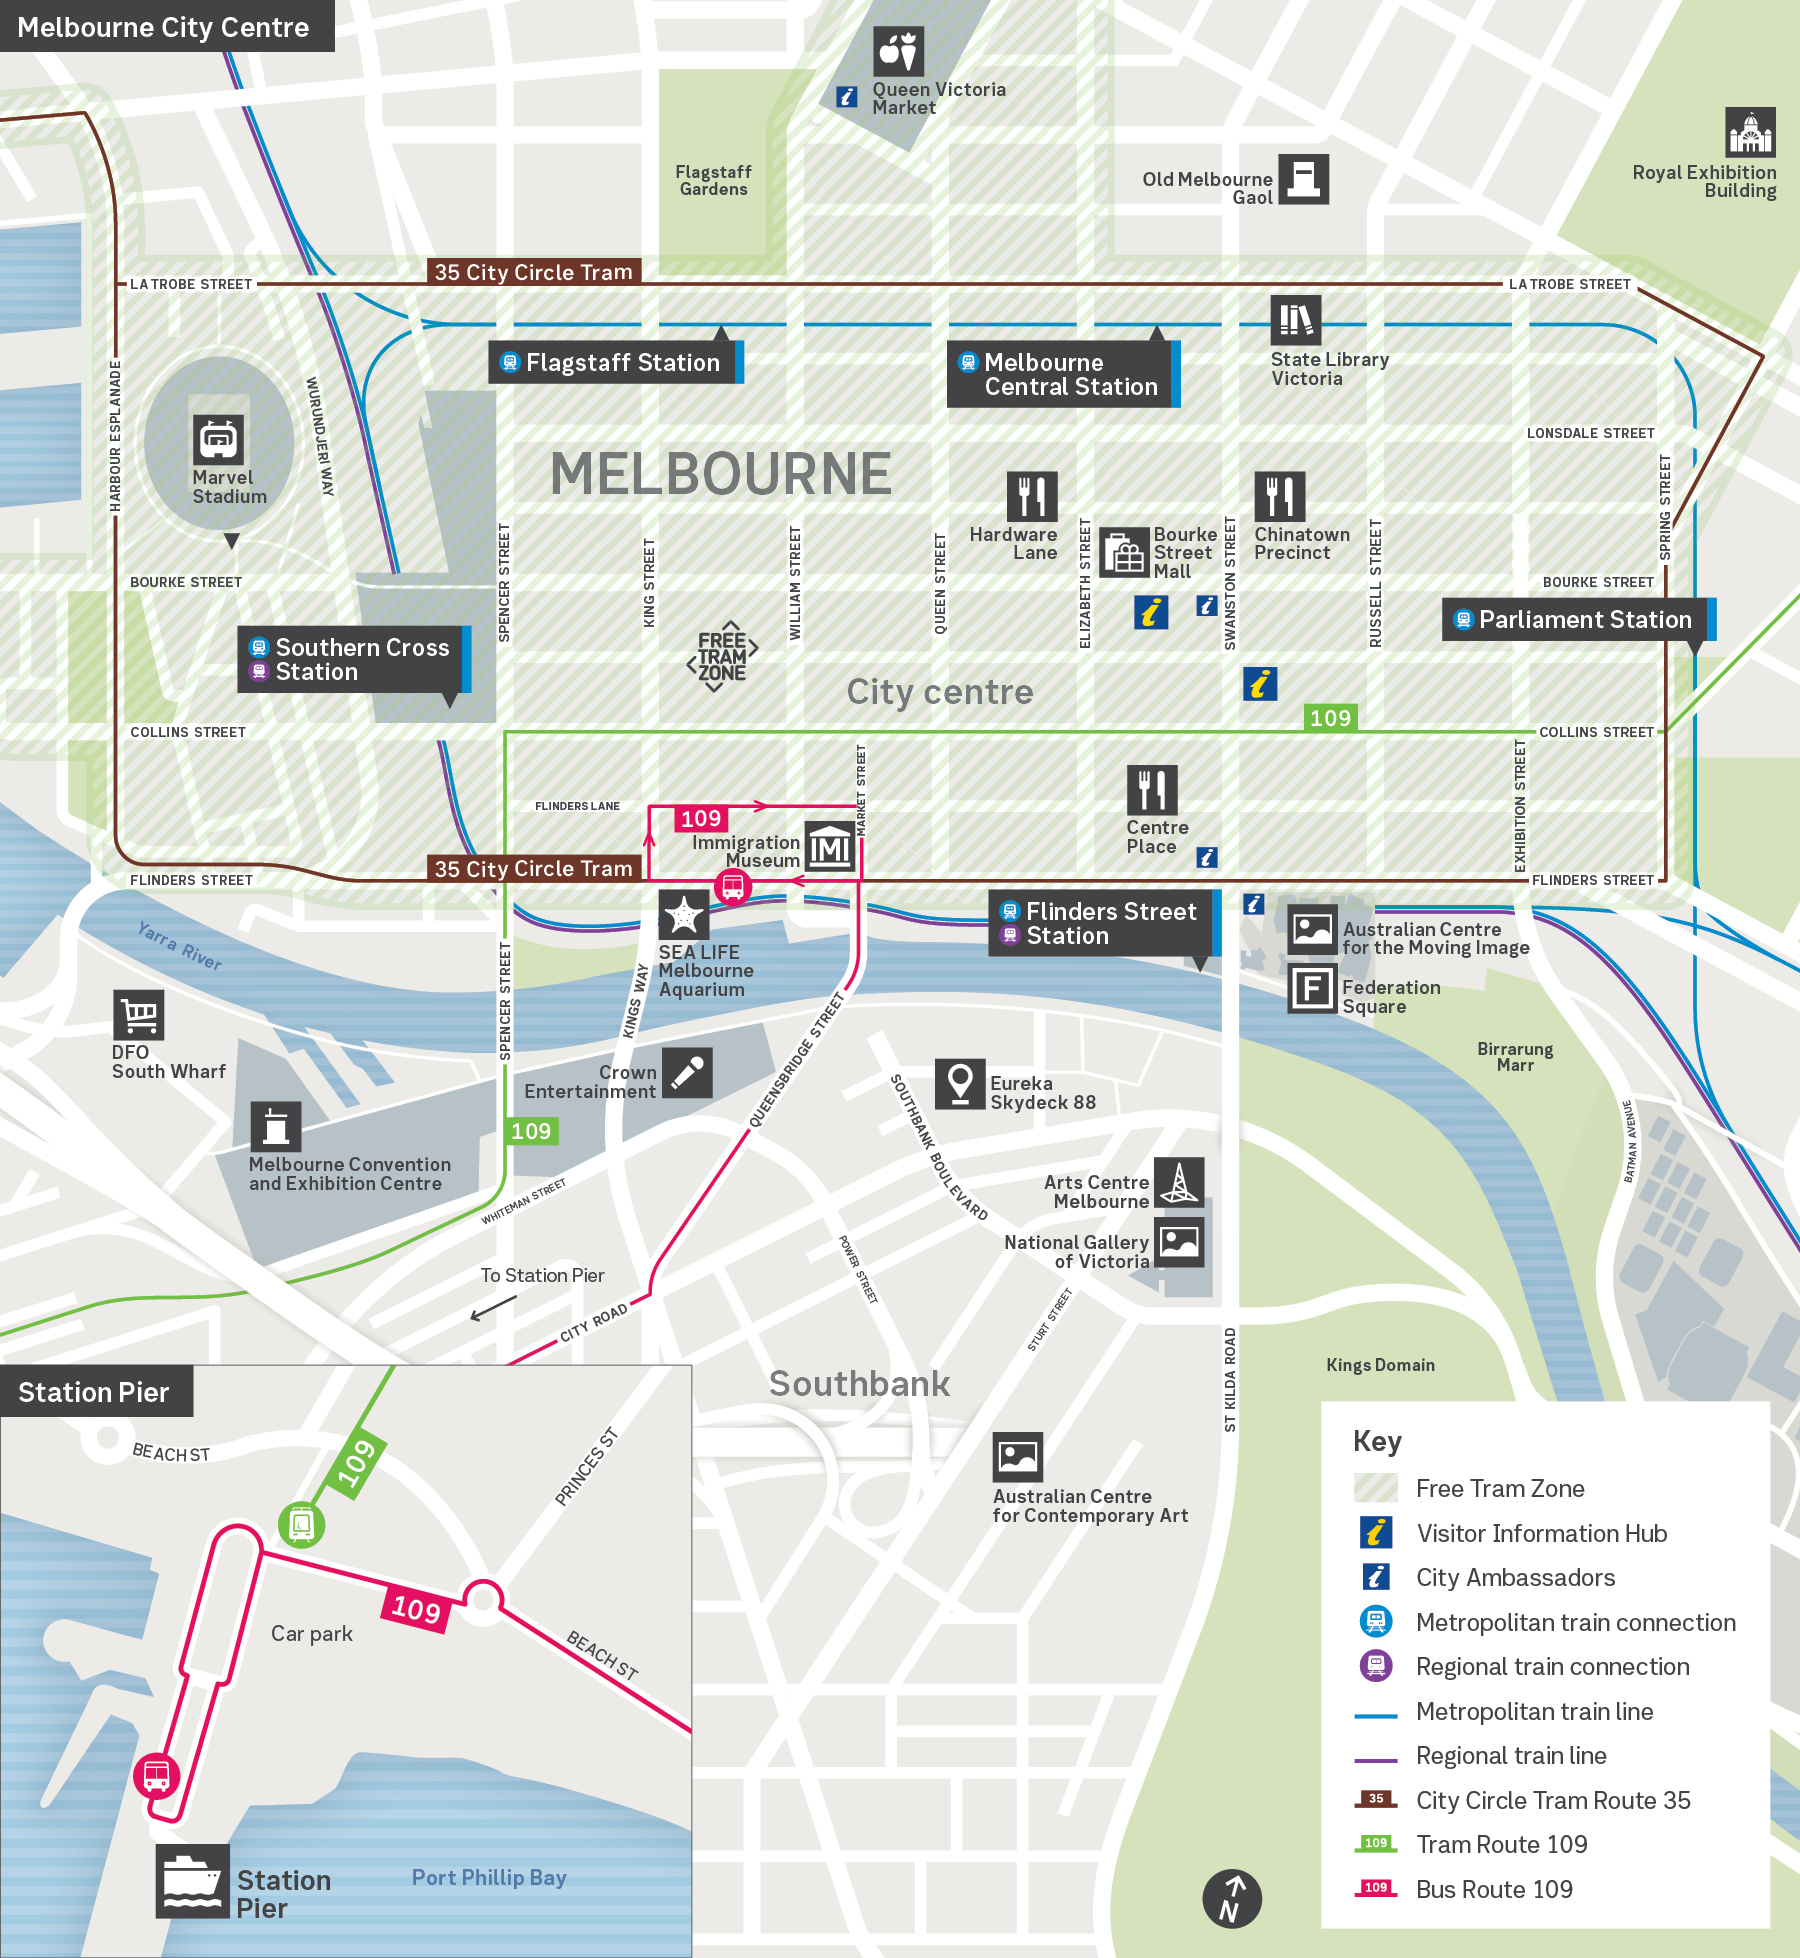 Melbourne City Centre
Queen Victoria
Market
Flagstaff
Gardens
Old Melbourne
Gaol
Royal Exhibition
Building
35 City Circle Tram
LA TROBE STREET
LA TROBE STREET
Flagstaff Station
Melbourne
Central Station
State Library
Victoria
HARBOUR ESPLANADE
WURUNDJERI WAY
Marvel
Stadium
MELBOURNE
LONSDALE STREET
Hardware
Lane
Bourke
Street
Mall
Chinatown
Precinct
SPENCER STREET
KING STREET
WILLIAM STREET
QUEEN STREET
ELIZABETH STREET
SWANSTON STREET
RUSSELL STREET
SPRING STREET
BOURKE STREET
BOURKE STREET
i
i
i
i
i
i
Southern Cross
Station
FREE
TRAM
ZONE
Parliament Station
City centre
109
COLLINS STREET
COLLINS STREET
FLINDERS LANE
109
MARKET STREET
Immigration
Museum
IMI
Centre
Place
EXHIBITION STREET
35 City Circle Tram
FLINDERS STREET
FLINDERS STREET
Yarra River
SEA LIFE
Melbourne
Aquarium
Flinders Street
Station
Australian Centre
for the Moving Image
F
Federation
Square
SPENCER STREET
KINGS WAY
QUEENSBRIDGE STREET
DFO
South Wharf
Crown
Entertainment
Eureka
Skydeck 88
Birrarung
Marr
BATMAN AVENUE
109
Melbourne Convention
and Exhibition Centre
SOUTHBANK BOULEVARD
Arts Centre
Melbourne
National Gallery
of Victoria
WHITEMAN STREET
POWER STREET
STURT STREET
To Station Pier
CITY ROAD
ST KILDA ROAD
Southbank
Kings Domain
Australian Centre
for Contemporary Art
Station Pier
BEACH ST
109
PRINCES ST
109
Car park
BEACH ST
Station
Pier
Port Phillip Bay
N
Key
Free Tram Zone
i Visitor Information Hub
i City Ambassadors
Metropolitan train connection
Regional train connection
Metropolitan train line
Regional train line
35 City Circle Tram Route 35
109 Tram Route 109
109 Bus Route 109